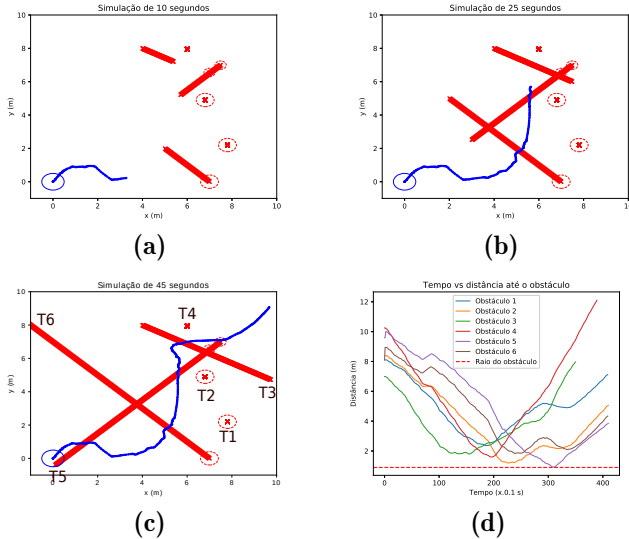 Simulação de 10 segundos
10
8
6
4
2
0
y (m)
0 2 4 6 8 10
x (m)
(a)
Simulação de 25 segundos
10
8
6
4
2
0
y (m)
0 2 4 6 8 10
x (m)
(b)
Simulação de 45 segundos
10
8
6
4
2
0
y (m)
T6
T4
T3
T2
T1
T5
0 2 4 6 8 10
x (m)
(c)
Tempo vs distância até o obstáculo
12
10
8
6
4
2
Distância (m)
Obstáculo 1
Obstáculo 2
Obstáculo 3
Obstáculo 4
Obstáculo 5
Obstáculo 6
Raio do obstáculo
0 100 200 300 400
Tempo (x.0.1 s)
(d)